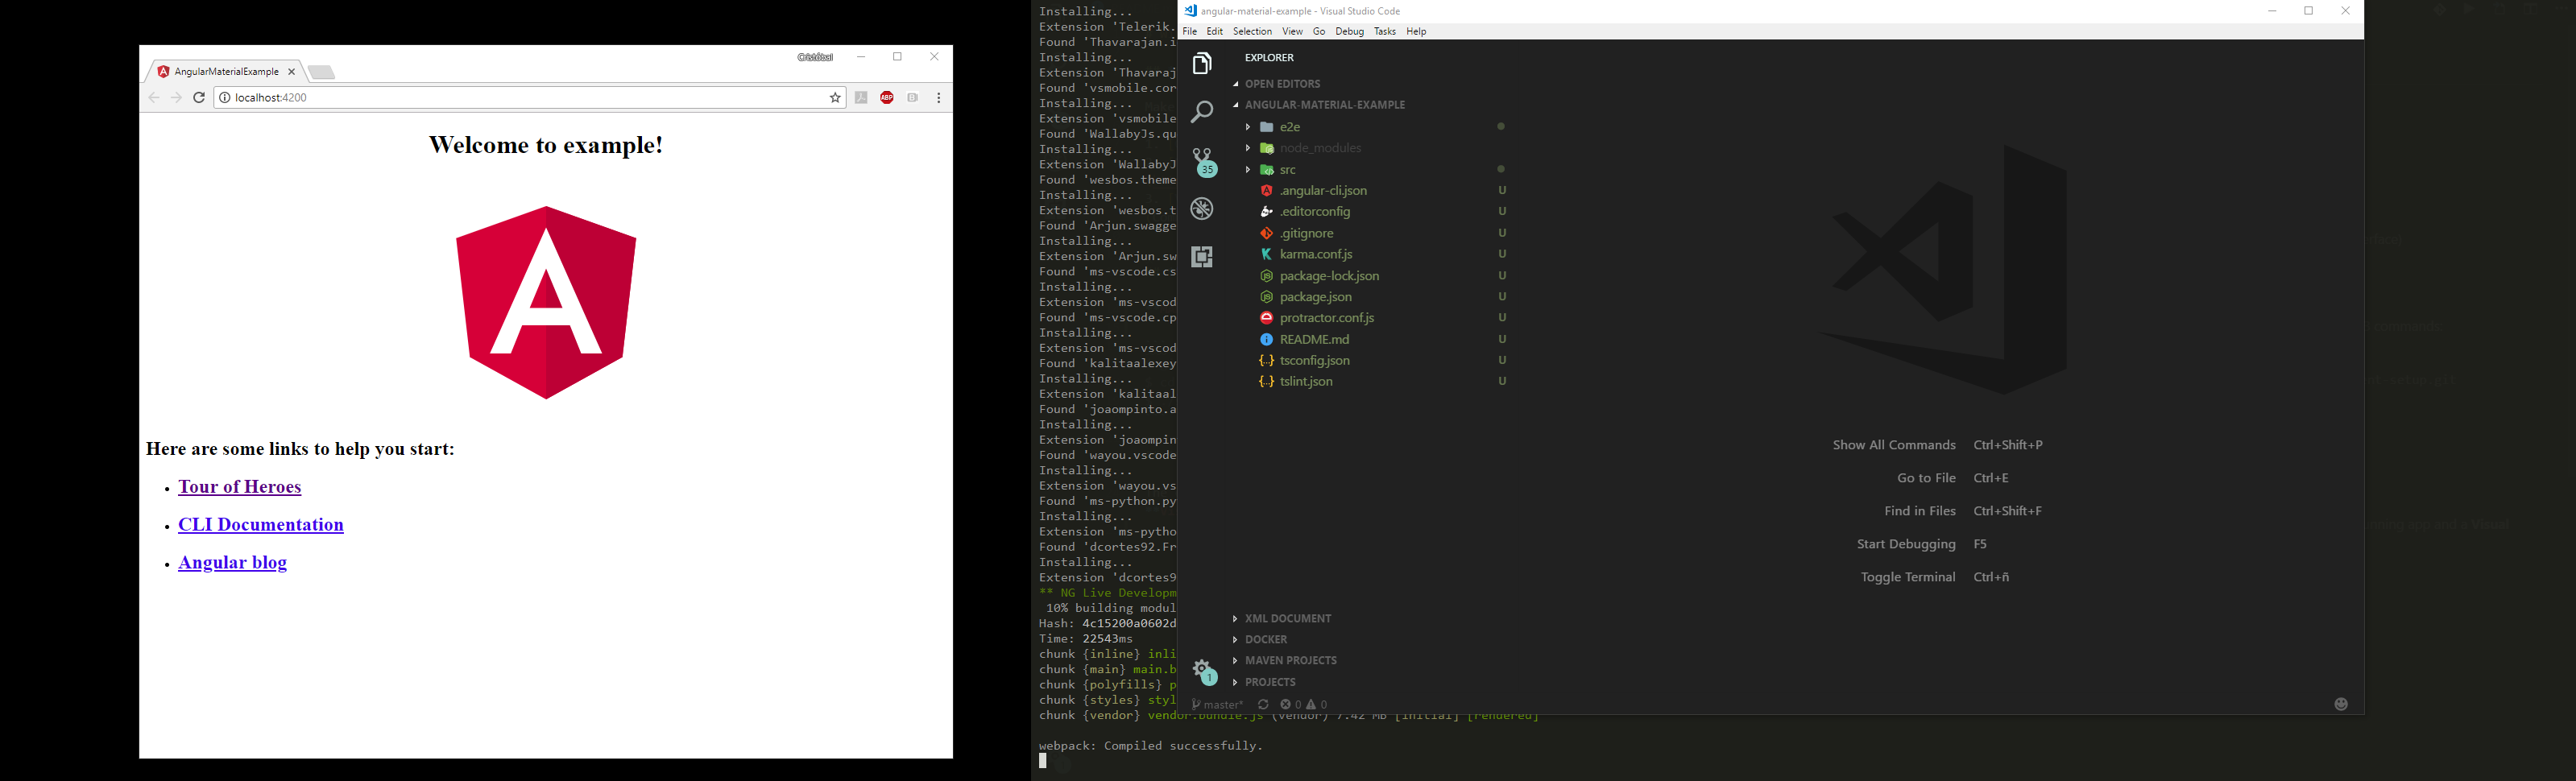 Cristóbal
AngularMaterialExample
localhost:4200
ABP
Welcome to example!
Here are some links to help you start:
Tour of Heroes
CLI Documentation
Angular blog
Installing...
Extension 'Telerik.
Found 'Thavarajan.i
Installing...
Extension 'Thavaraj
Found 'vsmobile.cor
Installing...
Extension 'vsmobile
Found 'WallabyJs.qu
Installing...
Extension 'WallabyJ
Found 'wesbos.theme
Installing...
Extension 'wesbos.t
Found 'Arjun.swagge
Installing...
Extension 'Arjun.sw
Found 'ms-vscode.cs
Installing...
Extension 'ms-vscod
Found 'ms-vscode.cp
Installing...
Extension 'ms-vscod
Found 'kalitaalexey
Installing...
Extension 'kalitaal
Found 'joaompinto.a
Installing...
Extension 'joaompin
Found 'wayou.vscode
Installing...
Extension 'wayou.vs
Found 'ms-python.py
Installing...
Extension 'ms-pytho
Found 'dcortes92.Fr
Installing...
Extension 'dcortes9
** NG Live Developm
10% building modul
Hash: 4c15200a0602d
Time: 22543ms
chunk {inline} inli
chunk {main} main.b
chunk {polyfills} p
chunk {styles} styl
chunk {vendor} vendor.bundle.js (vendor) 7.42 MB [initial] [rendered]
webpack: Compiled successfully.
angular-material-example - Visual Studio Code
File Edit Selection View Go Debug Tasks Help
EXPLORER
OPEN EDITORS
ANGULAR-MATERIAL-EXAMPLE
e2e
node_modules
src
.angular-cli.json U
.editorconfig U
.gitignore U
karma.conf.js U
package-lock.json U
package.json U
protractor.conf.js U
README.md U
tsconfig.json U
tslint.json U
35
Show All Commands Ctrl+Shift+P
Go to File Ctrl+E
Find in Files Ctrl+Shift+F
Start Debugging F5
Toggle Terminal Ctrl+ñ
XML DOCUMENT
DOCKER
MAVEN PROJECTS
PROJECTS
1
master* 0 0